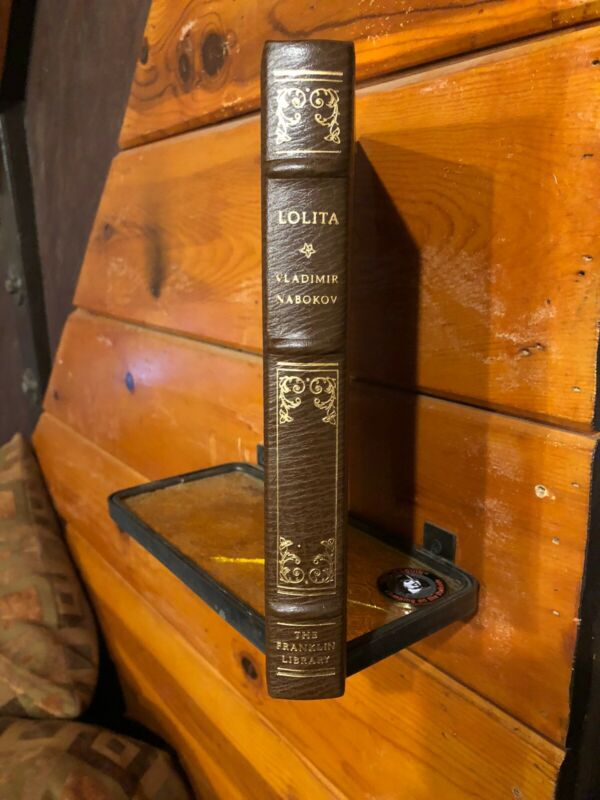 LOLITA
VLADIMIR
NABOKOV
THE
FRANKLIN
LIBRARY